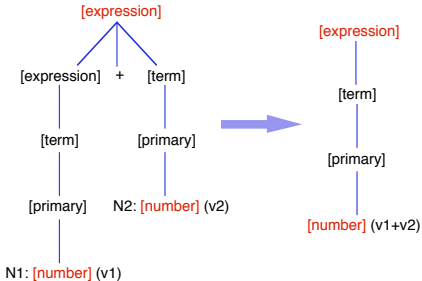 [expression]
[expression] + [term]
[term] [primary]
[primary] N2: [number] (v2)
N1: [number] (v1)
[expression]
[term]
[primary]
[number] (v1+v2)